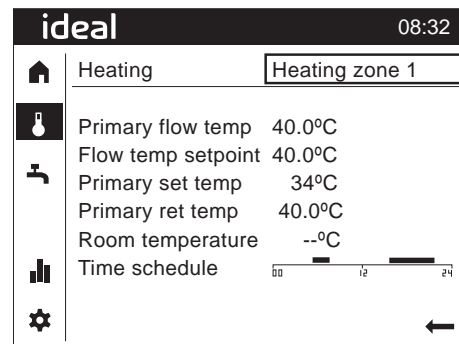 ideal 08:32
Heating Heating zone 1
Primary flow temp 40.0ºC
Flow temp setpoint 40.0ºC
Primary set temp 34ºC
Primary ret temp 40.0ºC
Room temperature --ºC
Time schedule
00 12 24